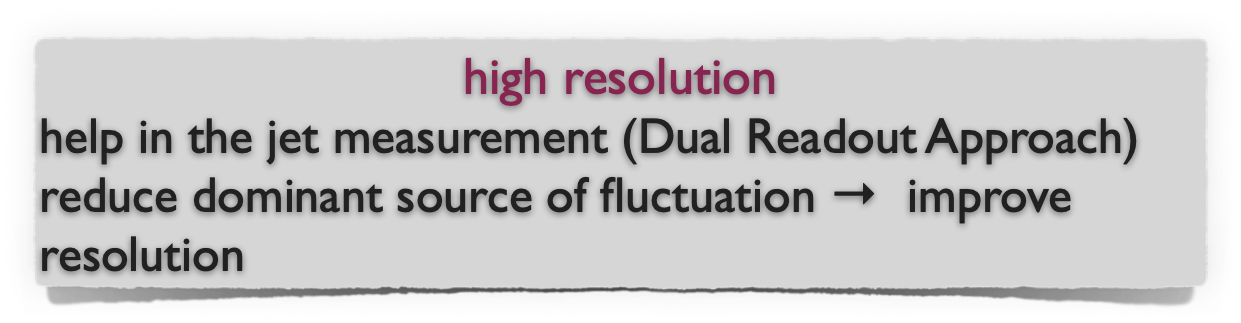 high resolution
help in the jet measurement (Dual Readout Approach)
reduce dominant source of fluctuation → improve
resolution